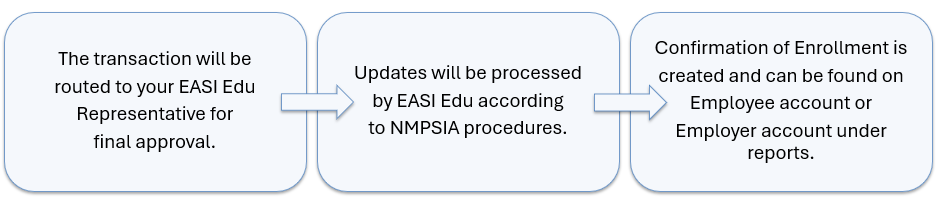 The transaction will be
routed to your EASI Edu
Representative for
final approval.
Updates will be processed
by EASI Edu according
to NMPSIA procedures.
Confirmation of Enrollment is
created and can be found on
Employee account or
Employer account under
reports.